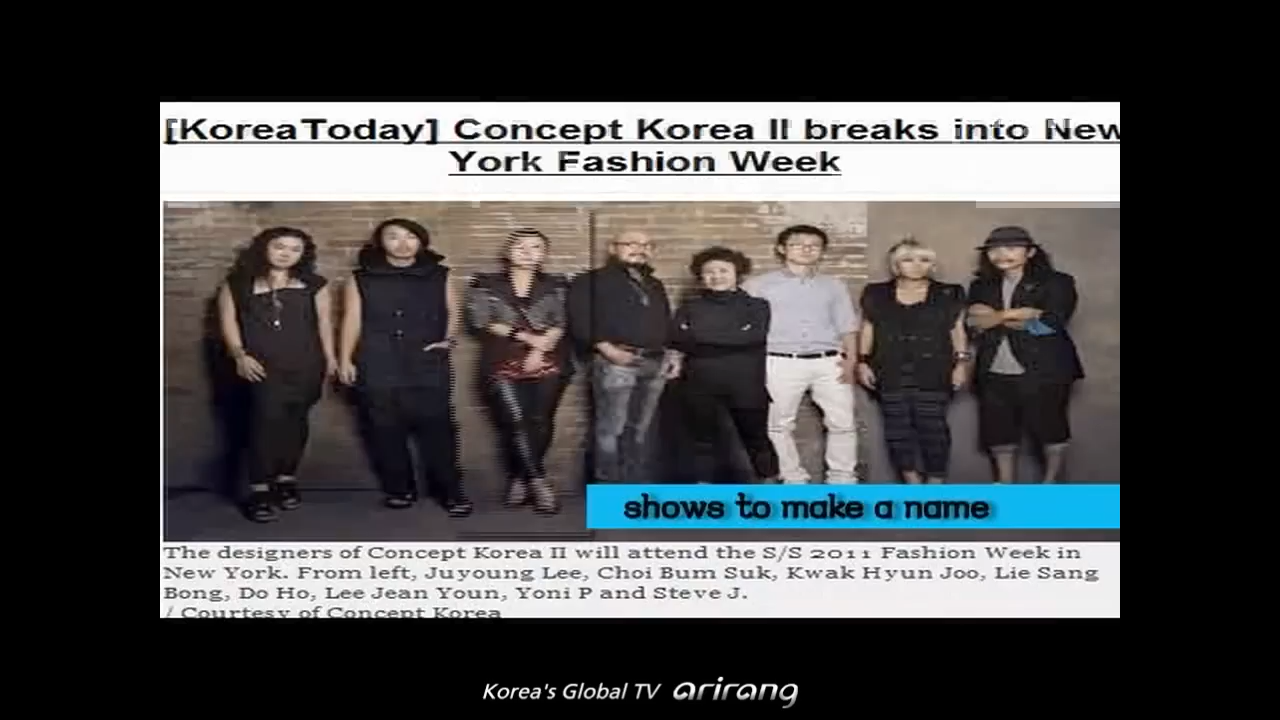 [KoreaToday] Concept Korea II breaks into New
York Fashion Week
shows to make a name
The designers of Concept Korea II will attend the S/S 2011 Fashion Week in
New York. From left, Juyoung Lee, Choi Bum Suk, Kwak Hyun Joo, Lie Sang
Bong, Do Ho, Lee Jean Youn, Yoni P and Steve J.
/ Courtesy of Concept Korea
Korea's Global TV arirang